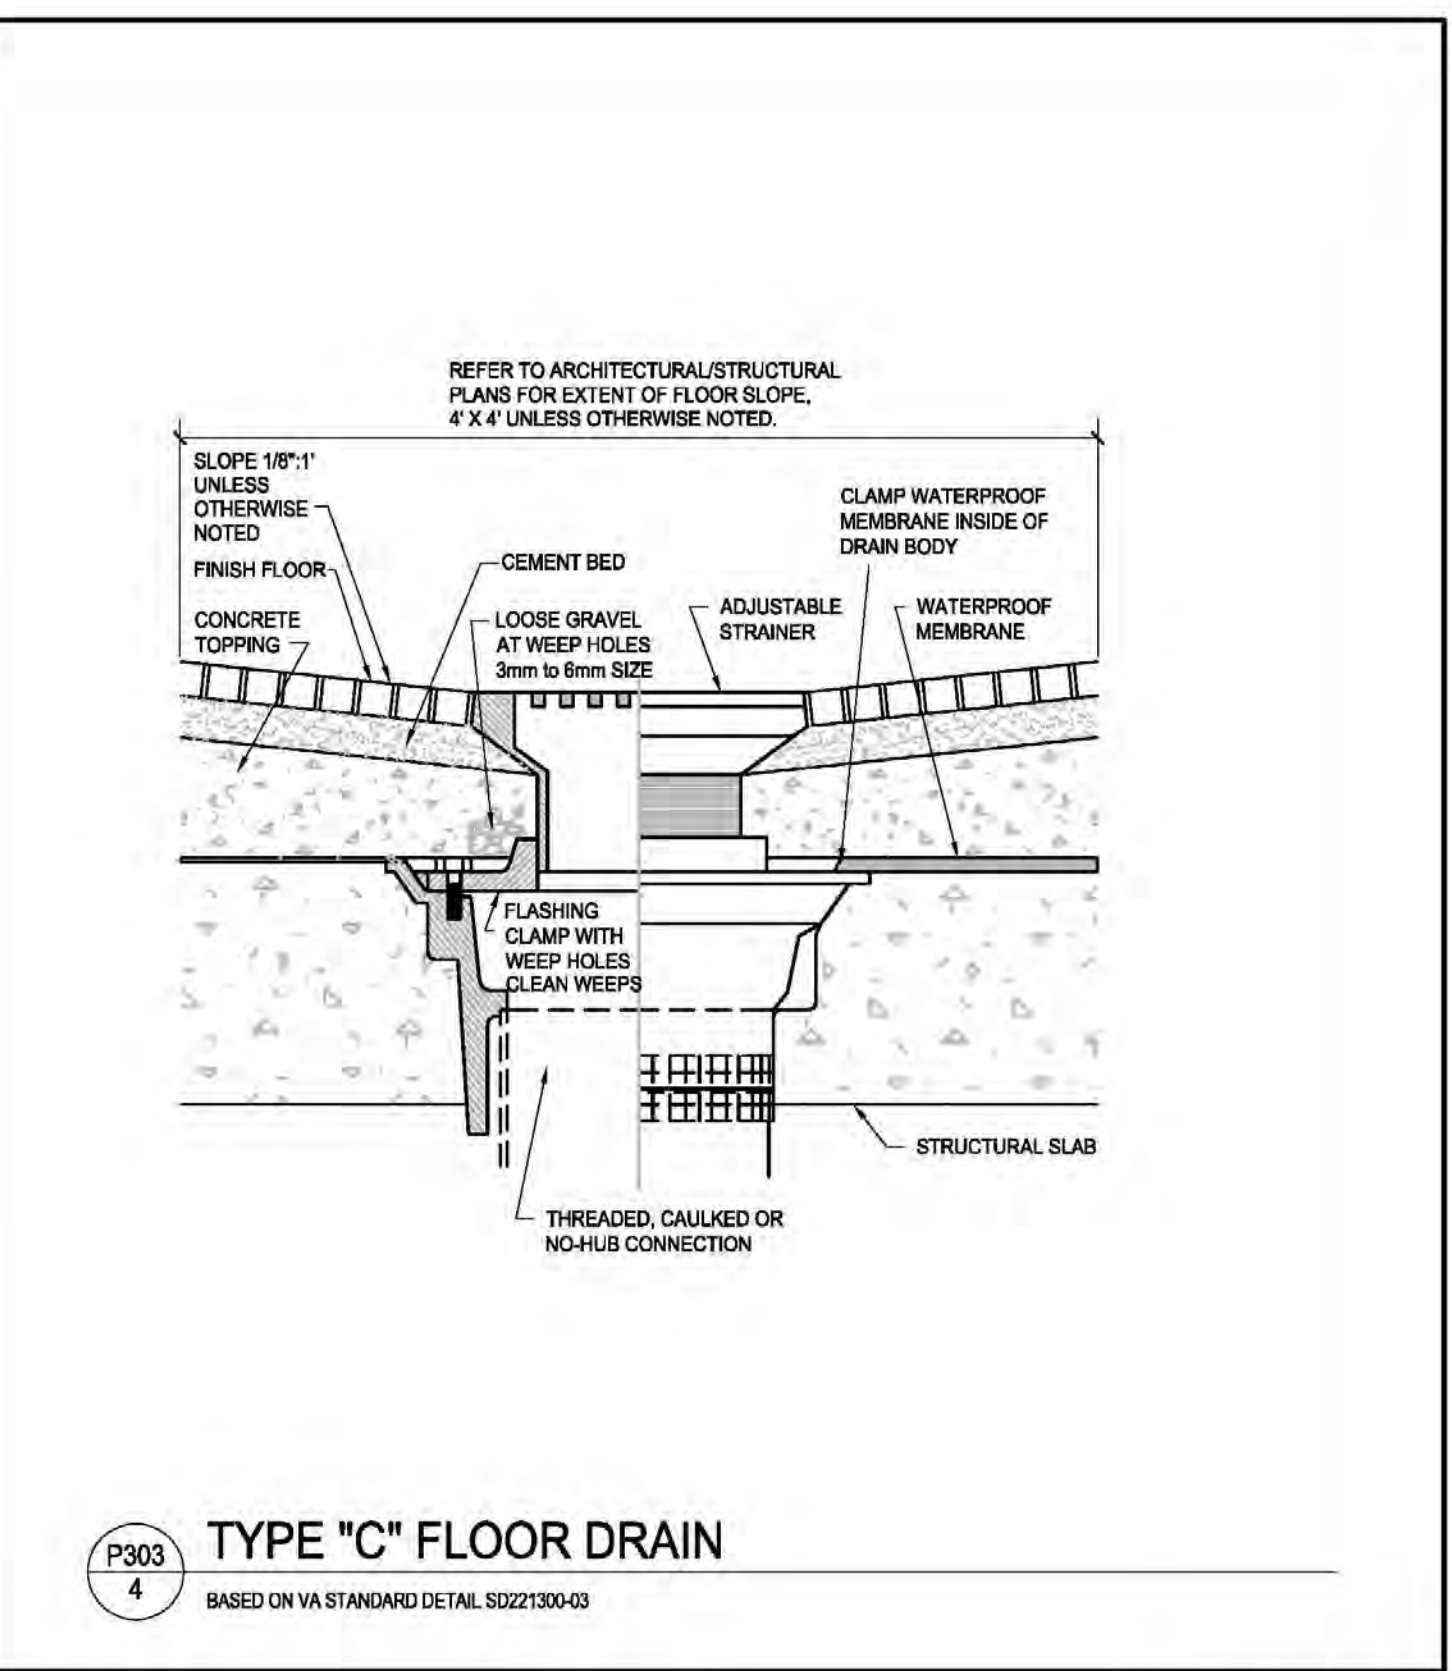 REFER TO ARCHITECTURAL/STRUCTURAL
PLANS FOR EXTENT OF FLOOR SLOPE,
4' X 4' UNLESS OTHERWISE NOTED.
SLOPE 1/8":1'
UNLESS
OTHERWISE
NOTED
FINISH FLOOR
CONCRETE
TOPPING
CEMENT BED
LOOSE GRAVEL
AT WEEP HOLES
3mm to 6mm SIZE
ADJUSTABLE
STRAINER
CLAMP WATERPROOF
MEMBRANE INSIDE OF
DRAIN BODY
WATERPROOF
MEMBRANE
FLASHING
CLAMP WITH
WEEP HOLES
CLEAN WEEPS
STRUCTURAL SLAB
THREADED, CAULKED OR
NO-HUB CONNECTION
P303
4
TYPE "C" FLOOR DRAIN
BASED ON VA STANDARD DETAIL SD221300-03